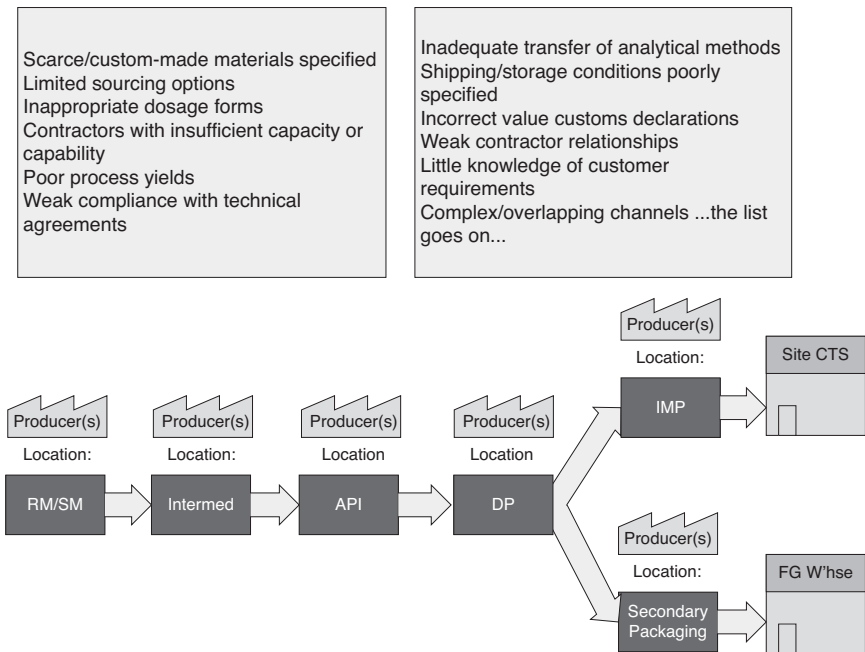 Scarce/custom-made materials specified
Limited sourcing options
Inappropriate dosage forms
Contractors with insufficient capacity or
capability
Poor process yields
Weak compliance with technical
agreements
Inadequate transfer of analytical methods
Shipping/storage conditions poorly
specified
Incorrect value customs declarations
Weak contractor relationships
Little knowledge of customer
requirements
Complex/overlapping channels ...the list
goes on...
Producer(s)
Location:
IMP
Site CTS
Producer(s)
Location:
RM/SM
Producer(s)
Location:
Intermed
Producer(s)
Location
API
Producer(s)
Location
DP
Producer(s)
Location:
Secondary
Packaging
FG W'hse